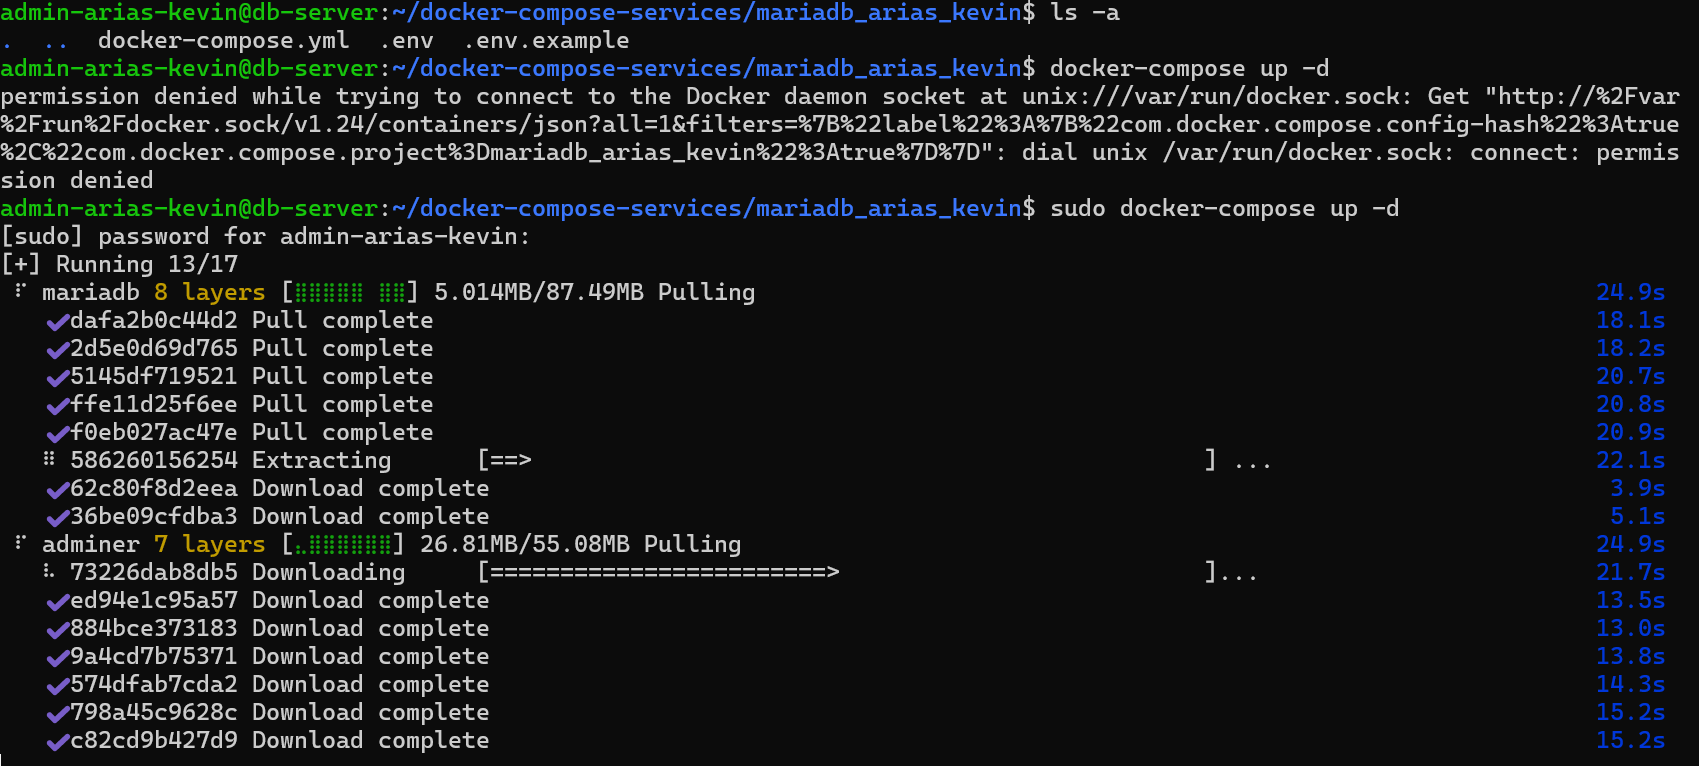 admin-arias-kevin@db-server:~/docker-compose-services/mariadb_arias_kevin$ ls -a
.  ..  docker-compose.yml  .env  .env.example
admin-arias-kevin@db-server:~/docker-compose-services/mariadb_arias_kevin$ docker-compose up -d
permission denied while trying to connect to the Docker daemon socket at unix:///var/run/docker.sock: Get "http://%2Fvar
%2Frun%2Fdocker.sock/v1.24/containers/json?all=1&filters=%7B%22label%22%3A%7B%22com.docker.compose.config-hash%22%3Atrue
%2C%22com.docker.compose.project%3Dmariadb_arias_kevin%22%3Atrue%7D%7D": dial unix /var/run/docker.sock: connect: permis
sion denied
admin-arias-kevin@db-server:~/docker-compose-services/mariadb_arias_kevin$ sudo docker-compose up -d
[sudo] password for admin-arias-kevin:
[+] Running 13/17
⠏ mariadb 8 layers [⣿⣿⣿⣿⣿ ⣿⣿] 5.014MB/87.49MB Pulling 24.9s
✔dafa2b0c44d2 Pull complete 18.1s
✔2d5e0d69d765 Pull complete 18.2s
✔5145df719521 Pull complete 20.7s
✔ffe11d25f6ee Pull complete 20.8s
✔f0eb027ac47e Pull complete 20.9s
⠿ 586260156254 Extracting [==> ] ... 22.1s
✔62c80f8d2eea Download complete 3.9s
✔36be09cfdba3 Download complete 5.1s
⠏ adminer 7 layers [⣄⣿⣿⣿⣿⣿⣿] 26.81MB/55.08MB Pulling 24.9s
⠧ 73226dab8db5 Downloading [========================> ]... 21.7s
✔ed94e1c95a57 Download complete 13.5s
✔884bce373183 Download complete 13.0s
✔9a4cd7b75371 Download complete 13.8s
✔574dfab7cda2 Download complete 14.3s
✔798a45c9628c Download complete 15.2s
✔c82cd9b427d9 Download complete 15.2s